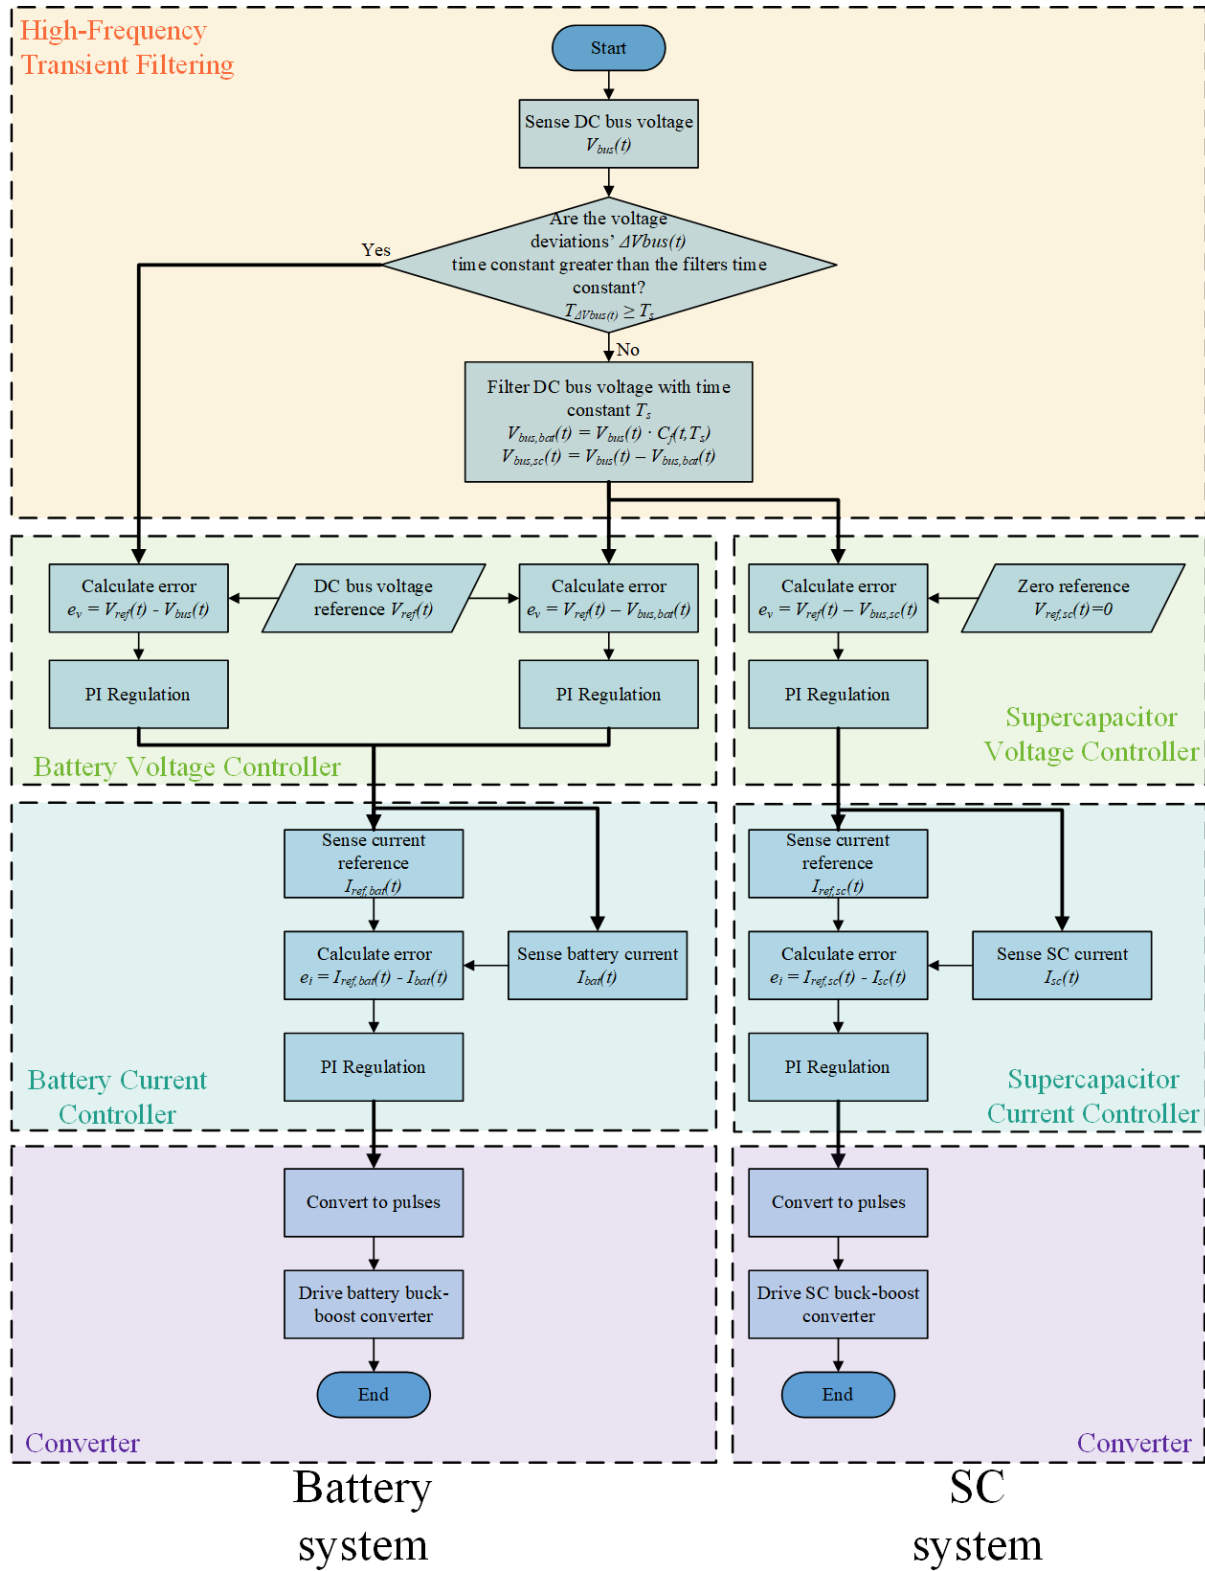 High-Frequency
Transient Filtering
Start
Sense DC bus voltage
V_bus(t)
Are the voltage
deviations' ΔVbus(t)
time constant greater than the filters time
constant?
T_ΔVbus(t) ≥ T_s
Yes
No
Filter DC bus voltage with time
constant T_s
V_bus,bat(t) = V_bus(t) · C_f(t,T_s)
V_bus,sc(t) = V_bus(t) – V_bus,bat(t)
Calculate error
e_v = V_ref(t) - V_bus(t)
DC bus voltage
reference V_ref(t)
Calculate error
e_v = V_ref(t) – V_bus,bat(t)
PI Regulation
PI Regulation
Battery Voltage Controller
Calculate error
e_v = V_ref(t) – V_bus,sc(t)
Zero reference
V_ref,sc(t)=0
PI Regulation
Supercapacitor
Voltage Controller
Sense current
reference
I_ref,bat(t)
Calculate error
e_i = I_ref,bat(t) - I_bat(t)
Sense battery current
I_bat(t)
PI Regulation
Battery Current
Controller
Sense current
reference
I_ref,sc(t)
Calculate error
e_i = I_ref,sc(t) - I_sc(t)
Sense SC current
I_sc(t)
PI Regulation
Supercapacitor
Current Controller
Convert to pulses
Drive battery buck-
boost converter
End
Converter
Convert to pulses
Drive SC buck-boost
converter
End
Converter
Battery
system
SC
system